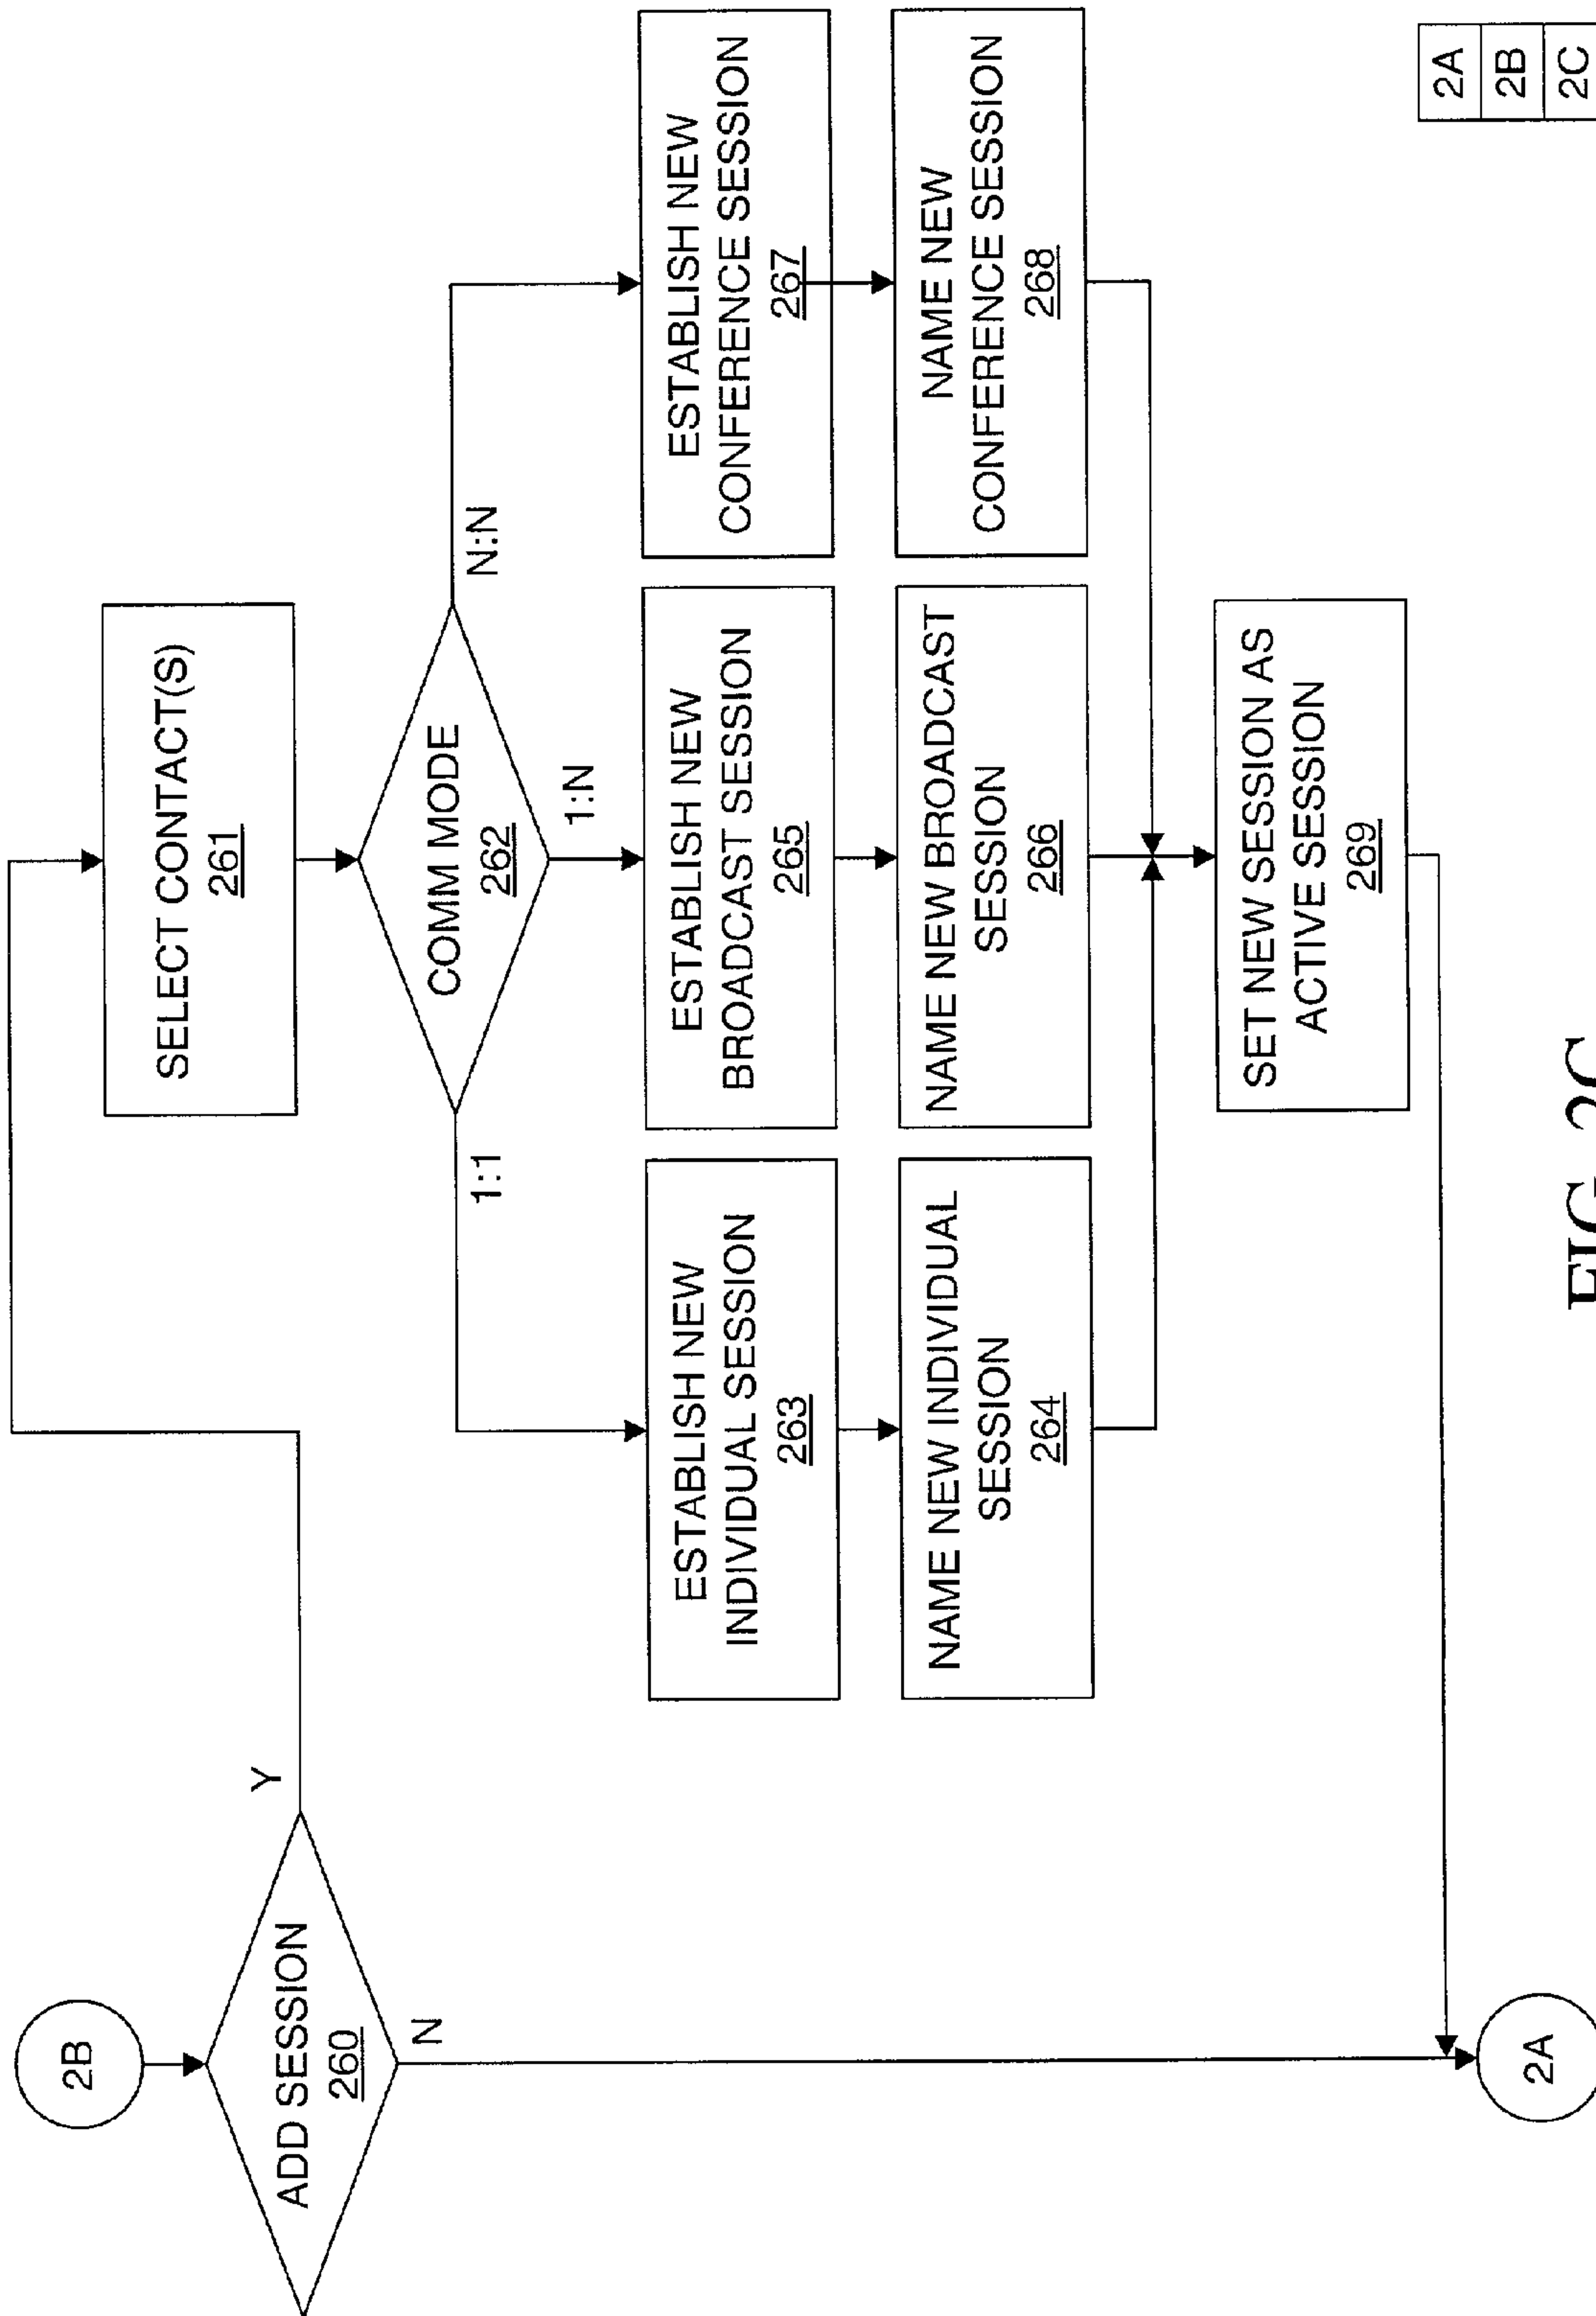 2B
ADD SESSION
260
Y
N
SELECT CONTACT(S)
261
COMM MODE
262
1:1
1:N
N:N
ESTABLISH NEW
INDIVIDUAL SESSION
263
ESTABLISH NEW
BROADCAST SESSION
265
ESTABLISH NEW
CONFERENCE SESSION
267
NAME NEW INDIVIDUAL
SESSION
264
NAME NEW BROADCAST
SESSION
266
NAME NEW
CONFERENCE SESSION
268
SET NEW SESSION AS
ACTIVE SESSION
269
2A
2A
2B
2C
FIG. 2C